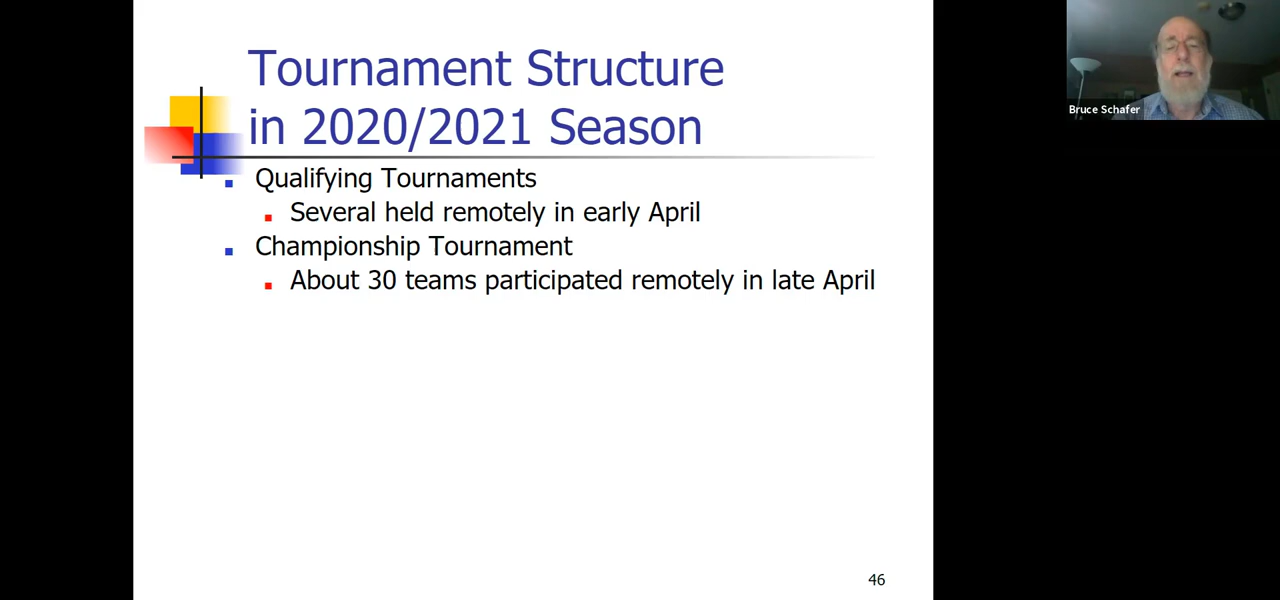 Tournament Structure
in 2020/2021 Season
Qualifying Tournaments
Several held remotely in early April
Championship Tournament
About 30 teams participated remotely in late April
46
Bruce Schafer